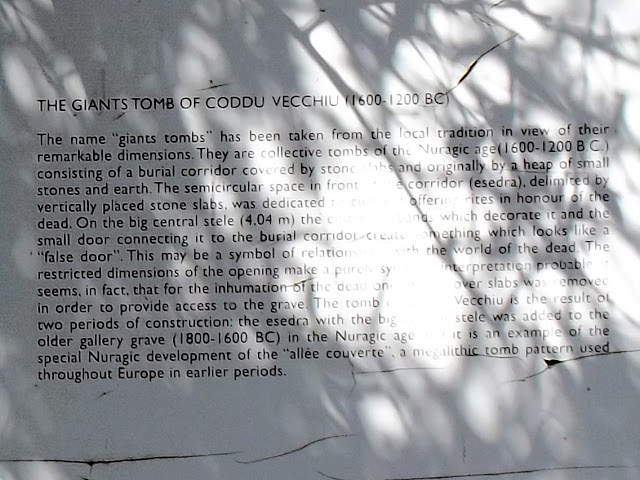 THE GIANTS TOMB OF CODDU VECCHIU (1600-1200 BC)
The name "giants tombs" has been taken from the local tradition in view of their
remarkable dimensions. They are collective tombs of the Nuragic age(1600-1200 B C.)
consisting of a burial corridor covered by stone slabs and originally by a heap of small
stones and earth. The semicircular space in front corridor (esedra), delimited by
vertically placed stone slabs, was dedicated to offering rites in honour of the
dead. On the big central stele (4.04 m) the which decorate it and the
small door connecting it to the burial corridor create something which looks like a
"false door". This may be a symbol of with the world of the dead. The
restricted dimensions of the opening make a purely interpretation
seems, in fact, that for the inhumation of the dead slabs was removed
in order to provide access to the grave. The tomb Vecchiu is the result of
two periods of construction: the esedra with the big stele was added to the
older gallery grave (1800-1600 BC) in the Nuragic it is an example of the
special Nuragic development of the "allèe couverte", a megalithic tomb pattern used
throughout Europe in earlier periods.